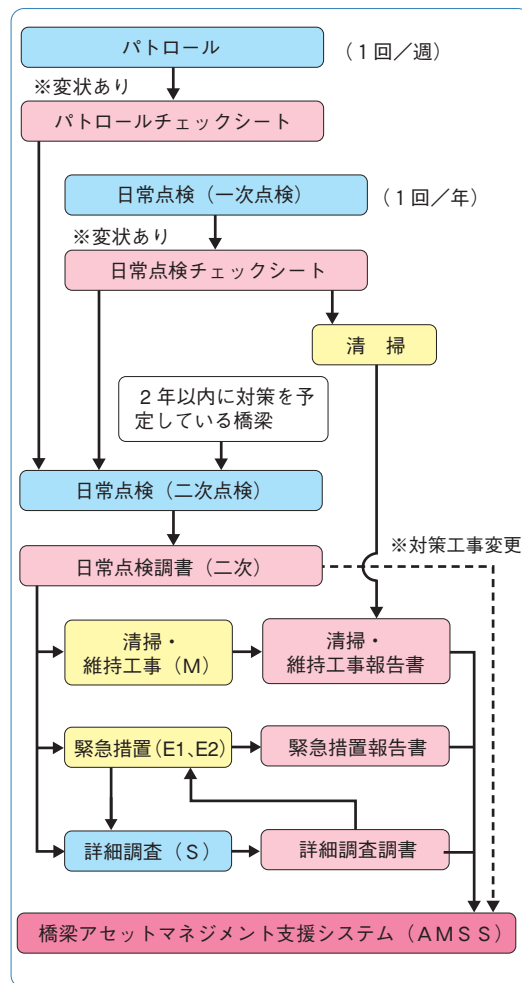 パトロール
（１回／週）
※変状あり
パトロールチェックシート
日常点検（一次点検）
（１回／年）
※変状あり
日常点検チェックシート
清　掃
２年以内に対策を予
定している橋梁
日常点検（二次点検）
※対策工事変更
日常点検調書（二次）
清掃・
維持工事（Ｍ）
清掃・
維持工事報告書
緊急措置(E1、E2)
緊急措置報告書
詳細調査（Ｓ）
詳細調査調書
橋梁アセットマネジメント支援システム（ＡＭＳＳ）